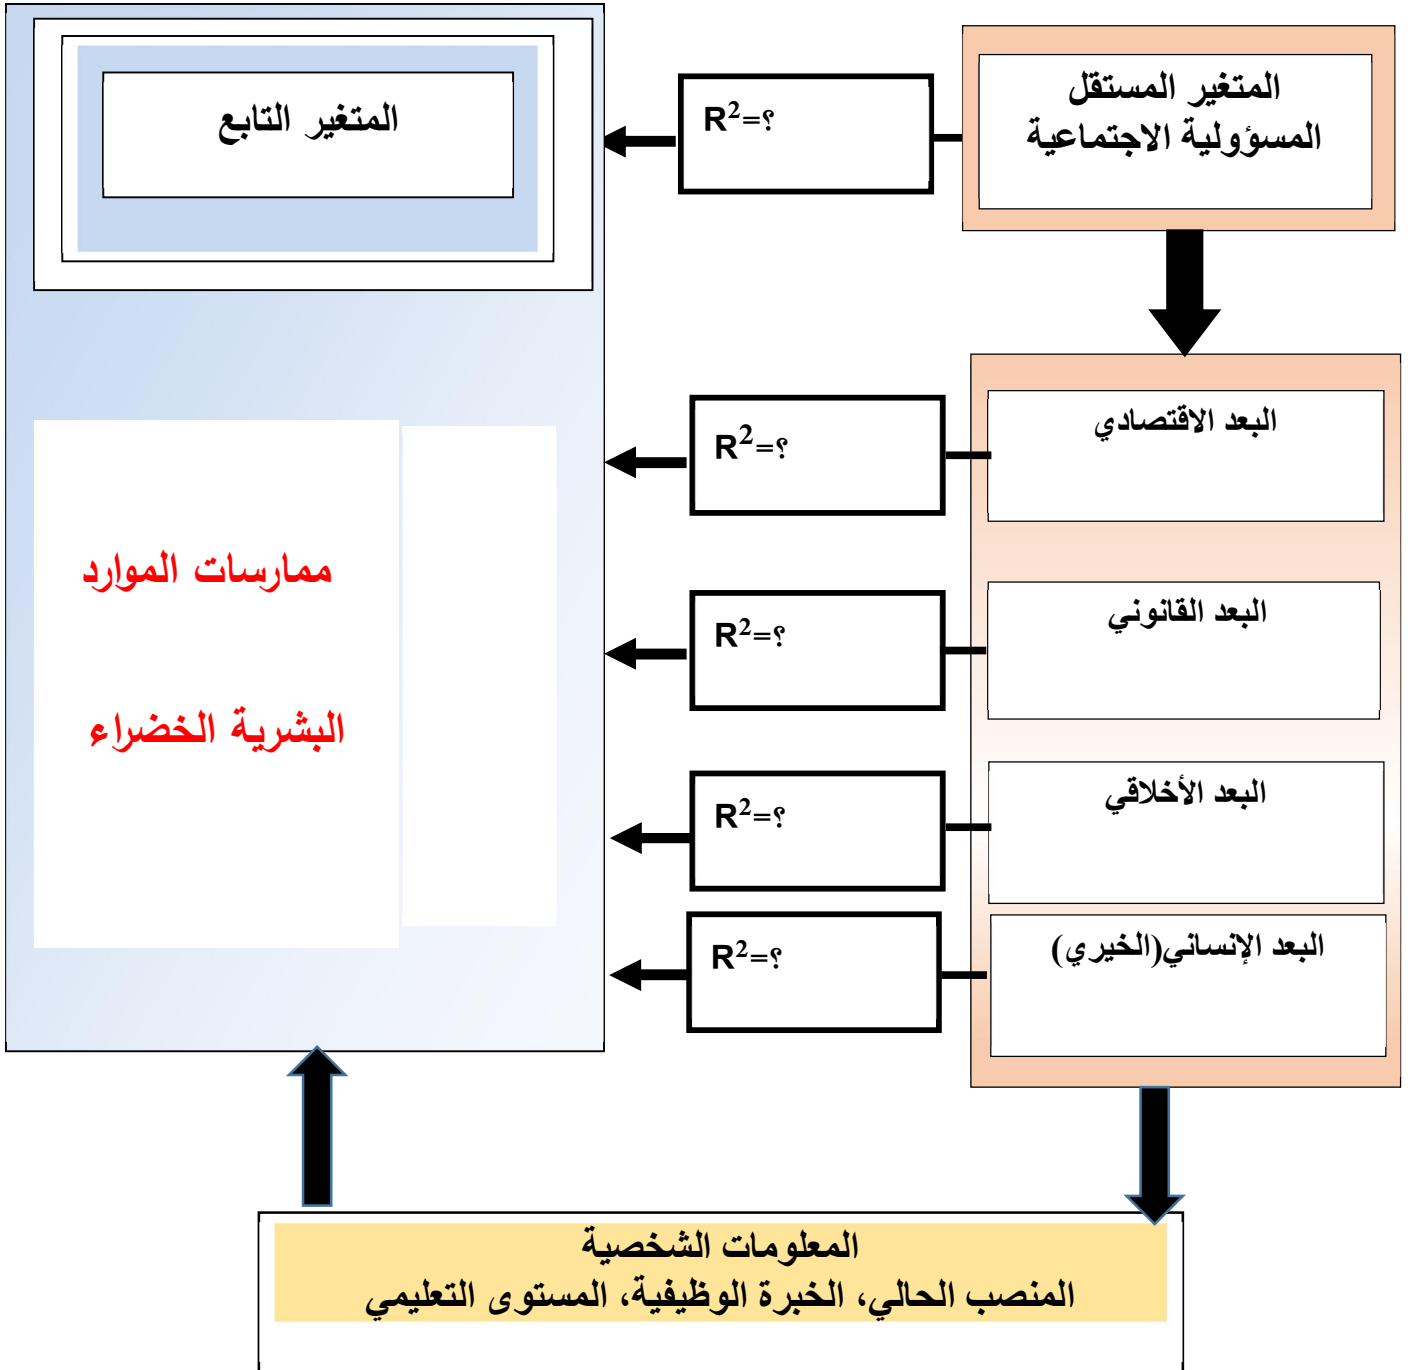 المتغير المستقل
المسؤولية الاجتماعية
R²=؟
المتغير التابع
البعد الاقتصادي
R²=؟
البعد القانوني
R²=؟
البعد الأخلاقي
R²=؟
البعد الإنساني(الخيري)
R²=؟
ممارسات الموارد
البشرية الخضراء
المعلومات الشخصية
المنصب الحالي، الخبرة الوظيفية، المستوى التعليمي